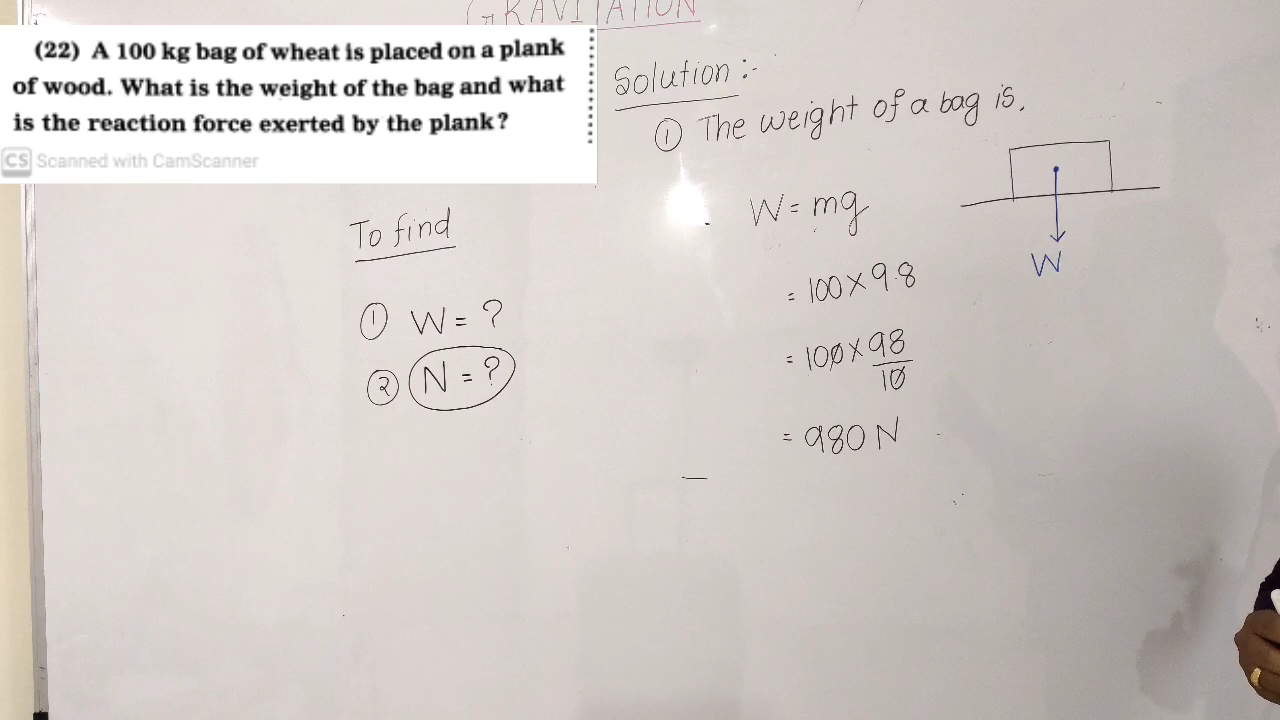 GRAVITATION
(22) A 100 kg bag of wheat is placed on a plank
of wood. What is the weight of the bag and what
is the reaction force exerted by the plank?
CS Scanned with CamScanner
To find
① W = ?
② N = ?
Solution :-
① The weight of a bag is.
W = mg
= 100 × 9.8
= 100 × 98/10
= 980 N
W